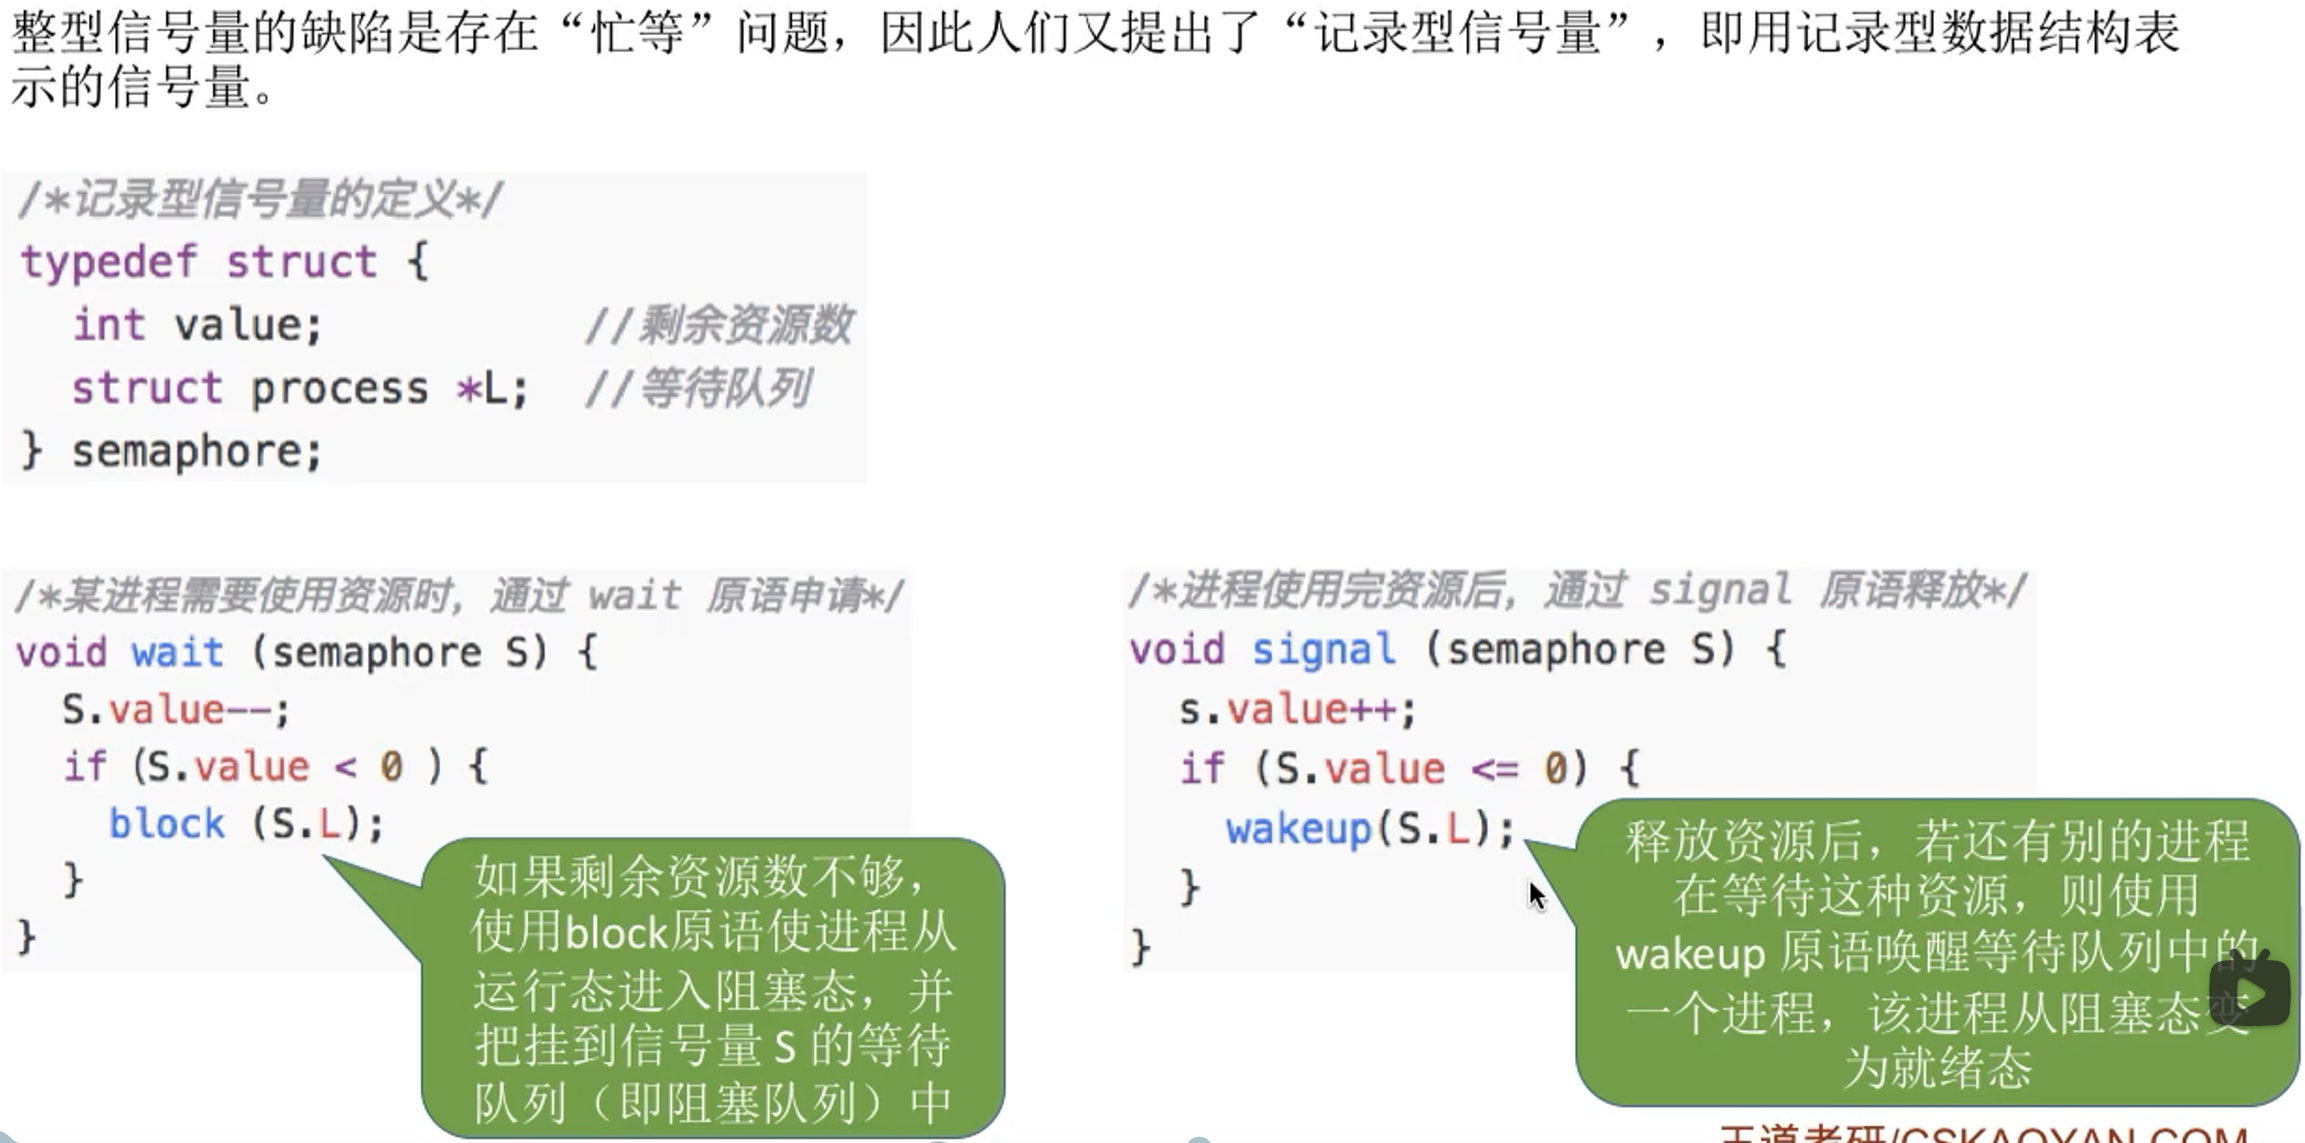 整型信号量的缺陷是存在“忙等”问题，因此人们又提出了“记录型信号量”，即用记录型数据结构表
示的信号量。
/*记录型信号量的定义*/
typedef struct {
int value; //剩余资源数
struct process *L; //等待队列
} semaphore;
/*某进程需要使用资源时，通过 wait 原语申请*/
void wait (semaphore S) {
S.value--;
if (S.value < 0 ) {
block (S.L);
}
}
如果剩余资源数不够，
使用block原语使进程从
运行态进入阻塞态，并
把挂到信号量 S 的等待
队列（即阻塞队列）中
/*进程使用完资源后，通过 signal 原语释放*/
void signal (semaphore S) {
s.value++;
if (S.value <= 0) {
wakeup(S.L);
}
}
释放资源后，若还有别的进程
在等待这种资源，则使用
wakeup 原语唤醒等待队列中的
一个进程，该进程从阻塞态变
为就绪态
王道考研/CSKAOYAN.COM